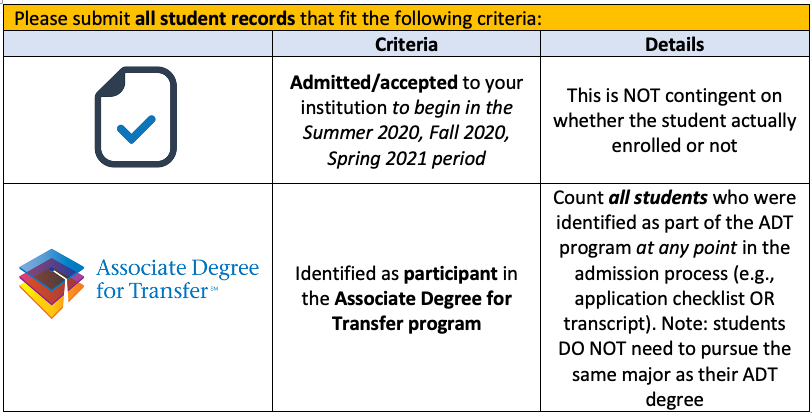 Please submit all student records that fit the following criteria:
Criteria
Details
Admitted/accepted to your
institution to begin in the
Summer 2020, Fall 2020,
Spring 2021 period
This is NOT contingent on
whether the student actually
enrolled or not
Associate Degree
for Transfer℠
Identified as participant in
the Associate Degree for
Transfer program
Count all students who were
identified as part of the ADT
program at any point in the
admission process (e.g.,
application checklist OR
transcript). Note: students
DO NOT need to pursue the
same major as their ADT
degree